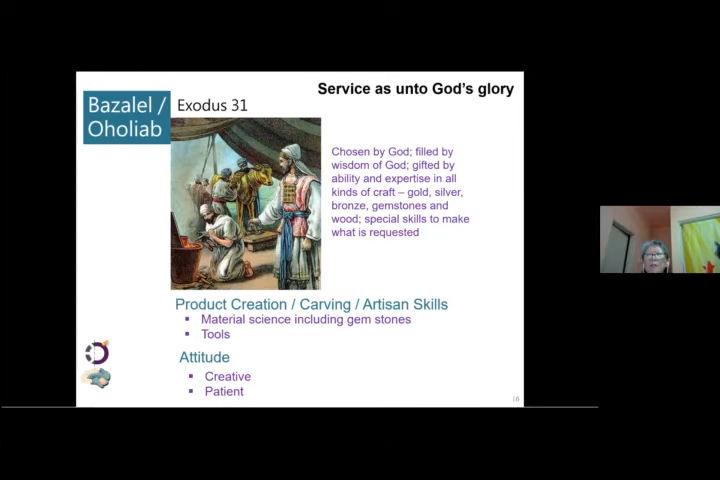 Service as unto God's glory
Bazalel /
Oholiab
Exodus 31
Chosen by God; filled by
wisdom of God; gifted by
ability and expertise in all
kinds of craft – gold, silver,
bronze, gemstones and
wood; special skills to make
what is requested
Product Creation / Carving / Artisan Skills
▪ Material science including gem stones
▪ Tools
Attitude
▪ Creative
▪ Patient
16